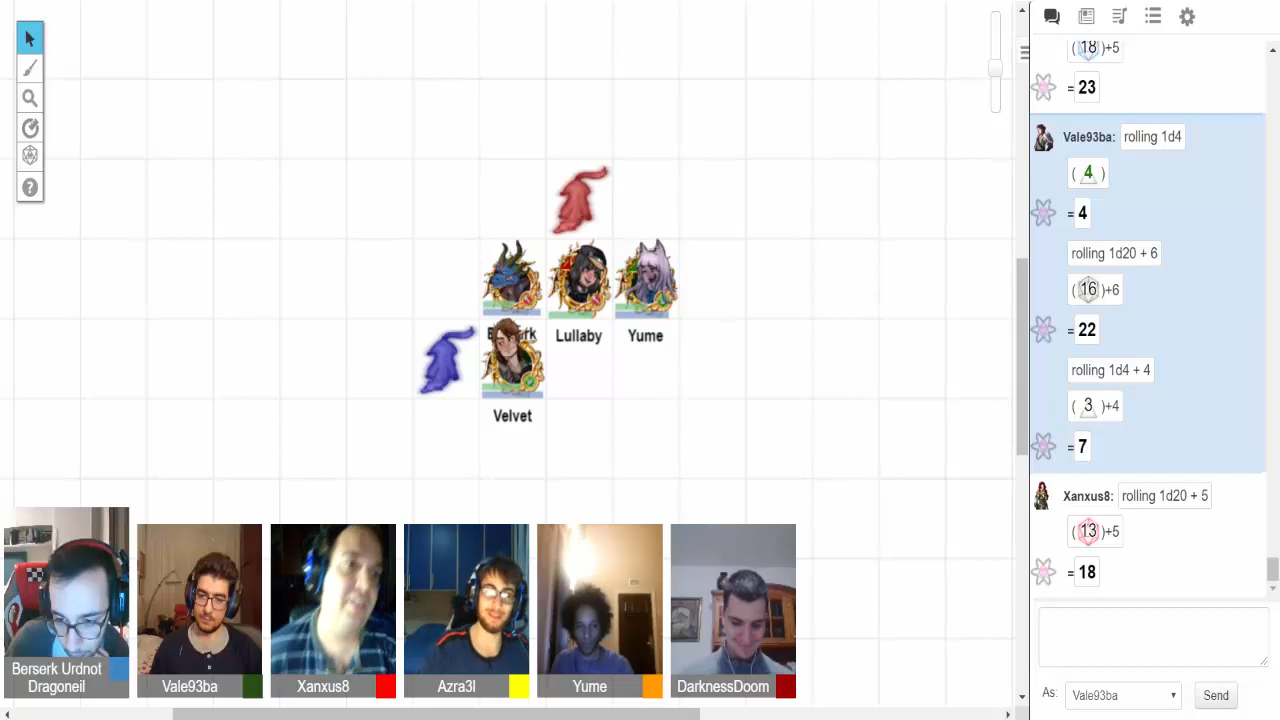 (18)+5
=23
Vale93ba: rolling 1d4
(4)
=4
rolling 1d20 + 6
(16)+6
=22
rolling 1d4 + 4
(3)+4
=7
Xanxus8: rolling 1d20 + 5
(13)+5
=18
Lullaby
Yume
Velvet
Berserk Urdnot
Dragoneil
Vale93ba
Xanxus8
Azra3l
Yume
DarknessDoom
As:
Vale93ba
Send